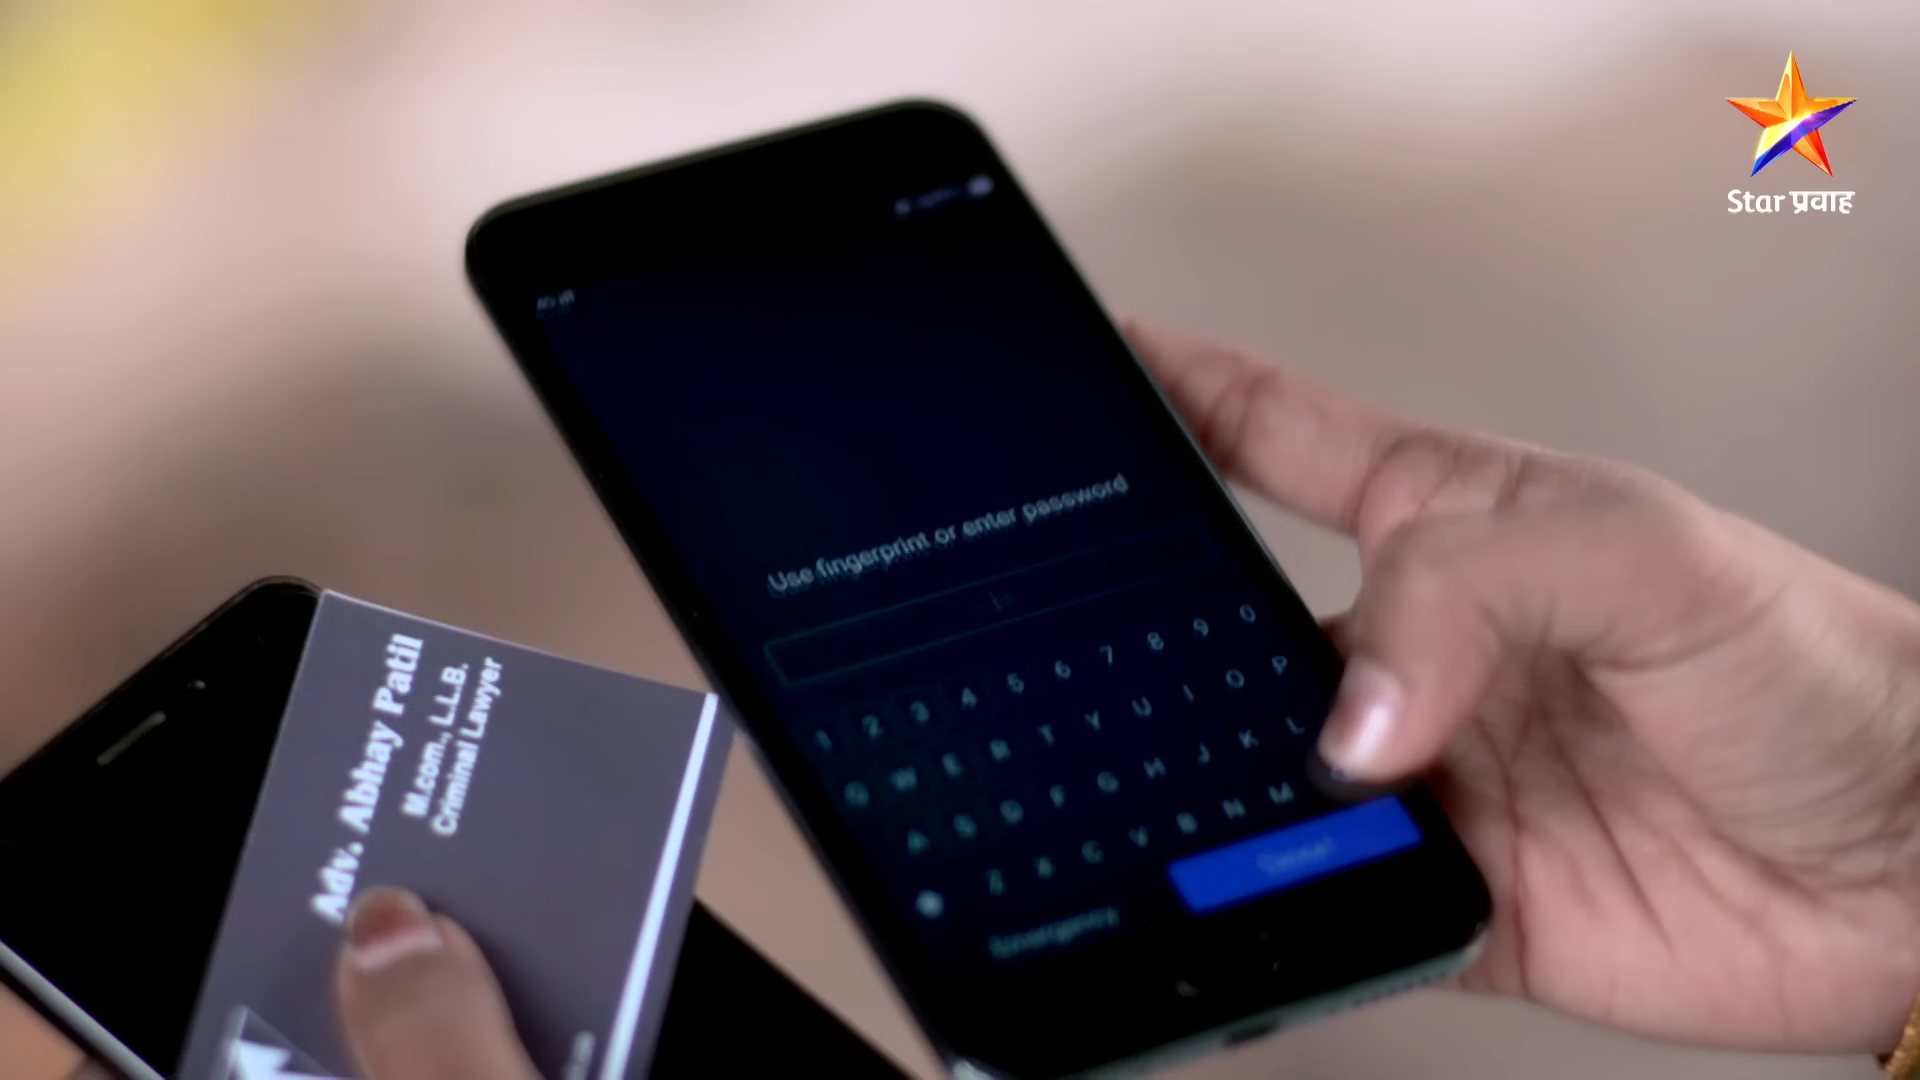 Star प्रवाह
Use fingerprint or enter password
1 2 3 4 5 6 7 8 9 0
Q W E R T Y U I O P
A S D F G H J K L
Z X C V B N M
Emergency
Adv. Abhay Patil
M.com., L.L.B.
Criminal Lawyer